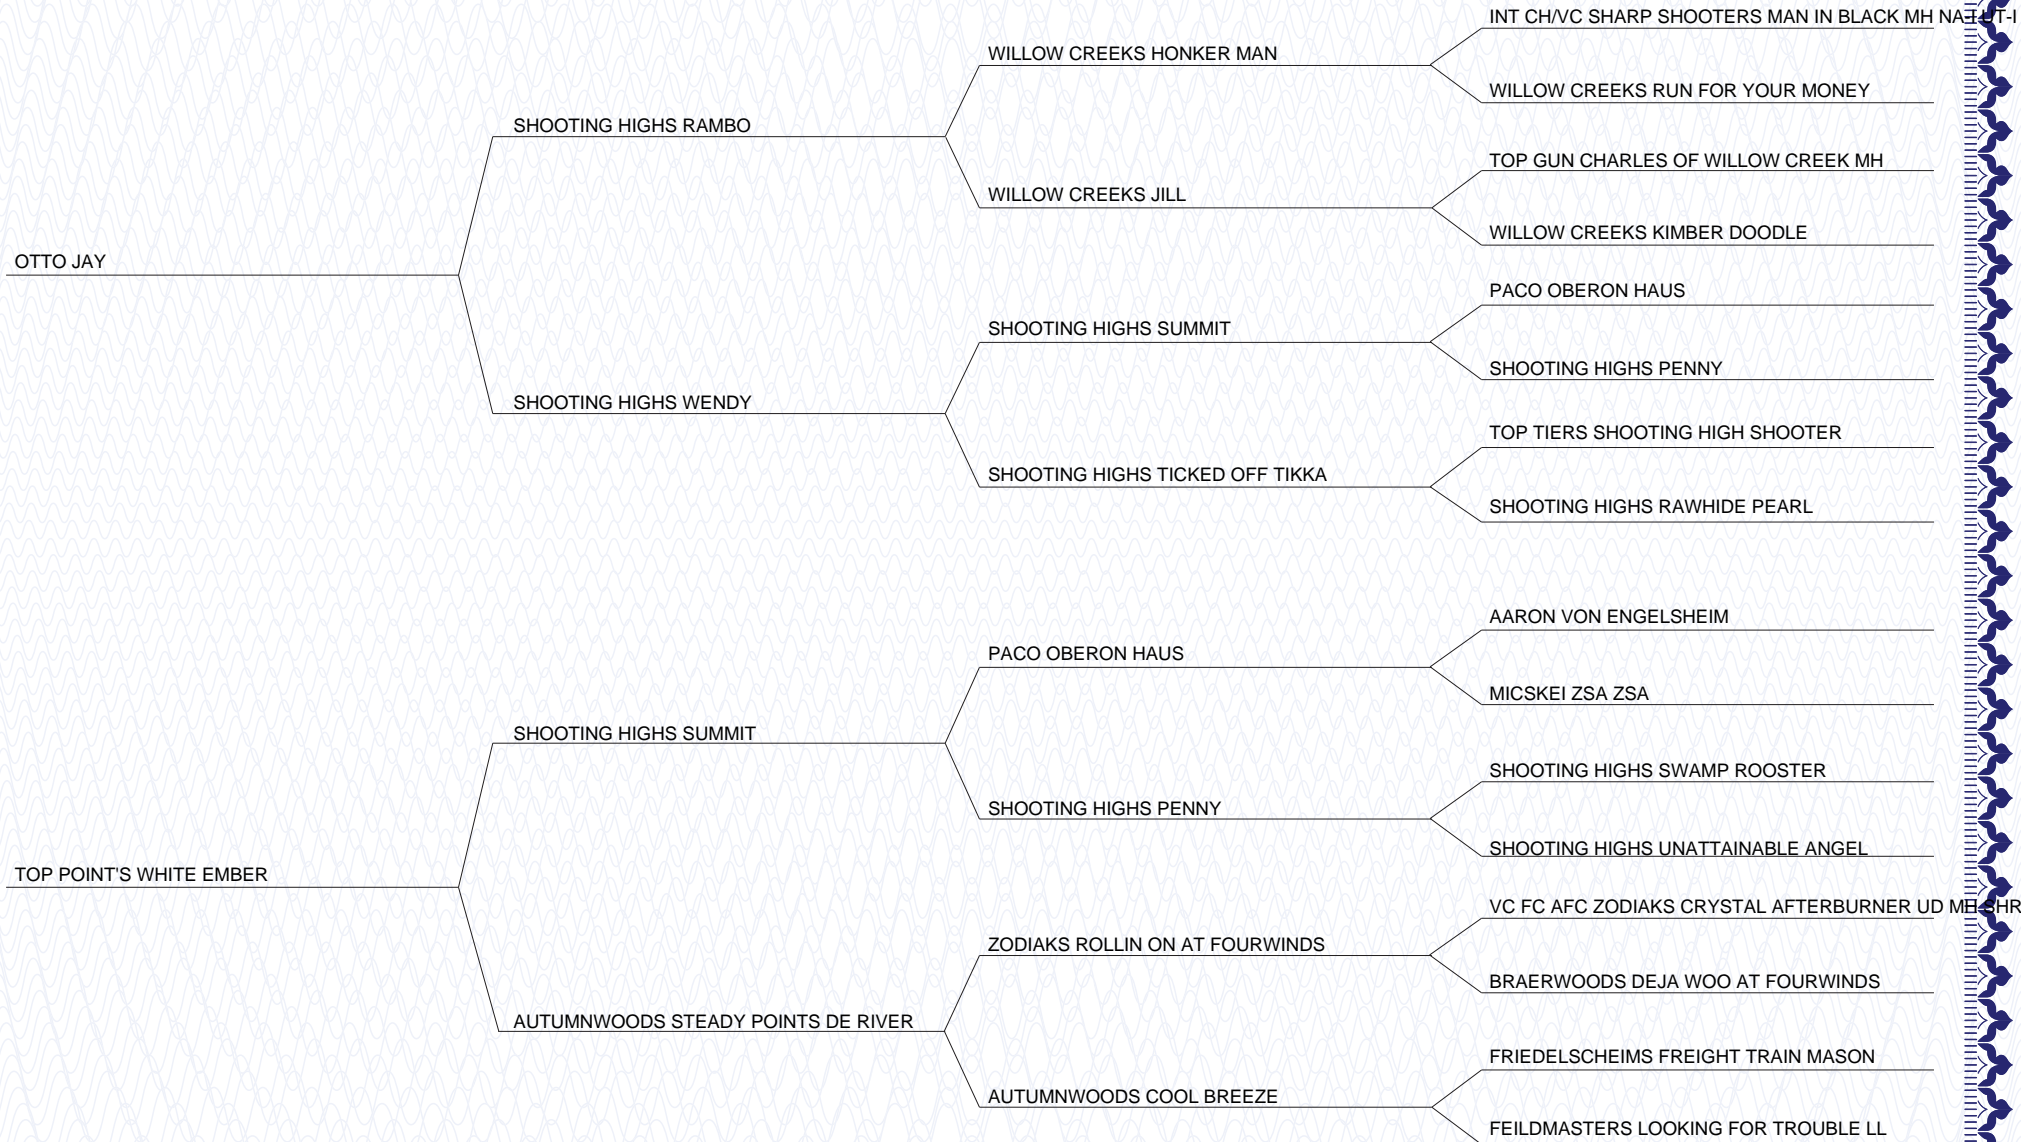 INT CH/VC SHARP SHOOTERS MAN IN BLACK MH NA I UT-I
WILLOW CREEKS HONKER MAN
WILLOW CREEKS RUN FOR YOUR MONEY
SHOOTING HIGHS RAMBO
TOP GUN CHARLES OF WILLOW CREEK MH
WILLOW CREEKS JILL
WILLOW CREEKS KIMBER DOODLE
OTTO JAY
PACO OBERON HAUS
SHOOTING HIGHS SUMMIT
SHOOTING HIGHS PENNY
SHOOTING HIGHS WENDY
TOP TIERS SHOOTING HIGH SHOOTER
SHOOTING HIGHS TICKED OFF TIKKA
SHOOTING HIGHS RAWHIDE PEARL
AARON VON ENGELSHEIM
PACO OBERON HAUS
MICSKEI ZSA ZSA
SHOOTING HIGHS SUMMIT
SHOOTING HIGHS SWAMP ROOSTER
SHOOTING HIGHS PENNY
SHOOTING HIGHS UNATTAINABLE ANGEL
TOP POINT'S WHITE EMBER
VC FC AFC ZODIAKS CRYSTAL AFTERBURNER UD MH SHR
ZODIAKS ROLLIN ON AT FOURWINDS
BRAERWOODS DEJA WOO AT FOURWINDS
AUTUMNWOODS STEADY POINTS DE RIVER
FRIEDELSCHEIMS FREIGHT TRAIN MASON
AUTUMNWOODS COOL BREEZE
FEILDMASTERS LOOKING FOR TROUBLE LL